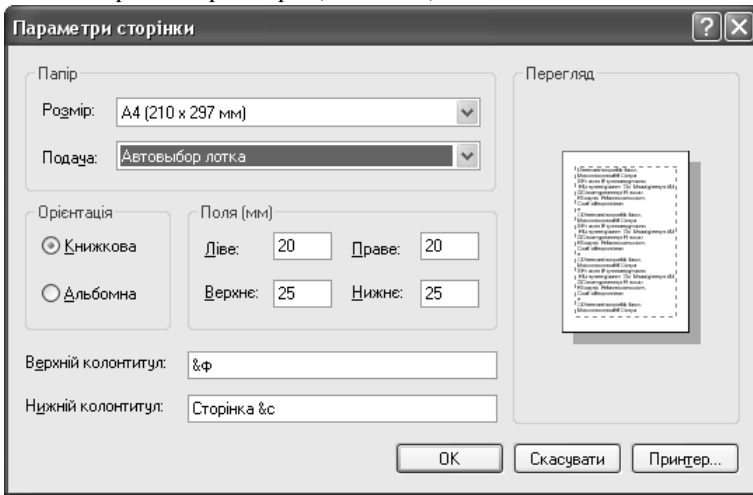 Параметри сторінки
Папір
Розмір: A4 (210 x 297 мм)
Подача: Автовыбор лотка
Орієнтація
Книжкова
Альбомна
Поля (мм)
Ліве: 20 Праве: 20
Верхнє: 25 Нижнє: 25
Верхній колонтитул: &ф
Нижній колонтитул: Сторінка &с
Перегляд
ОК Скасувати Принтер...